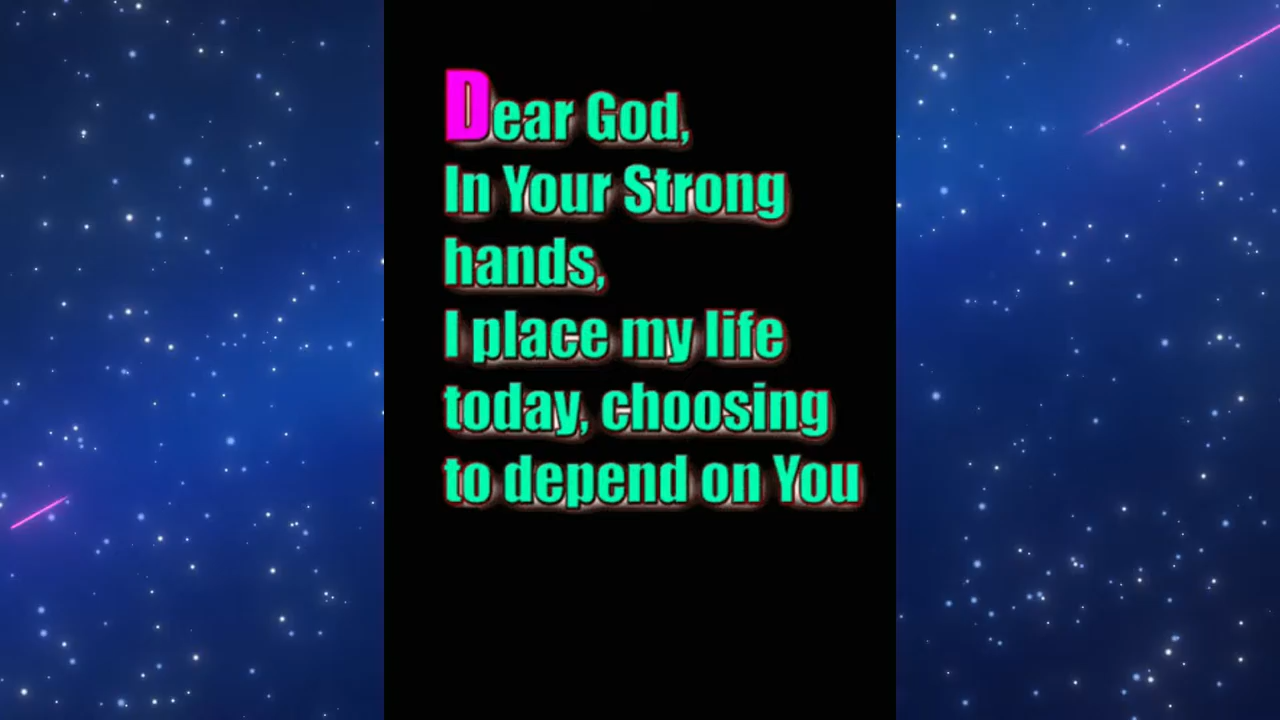 Dear God,
In Your Strong
hands,
I place my life
today, choosing
to depend on You